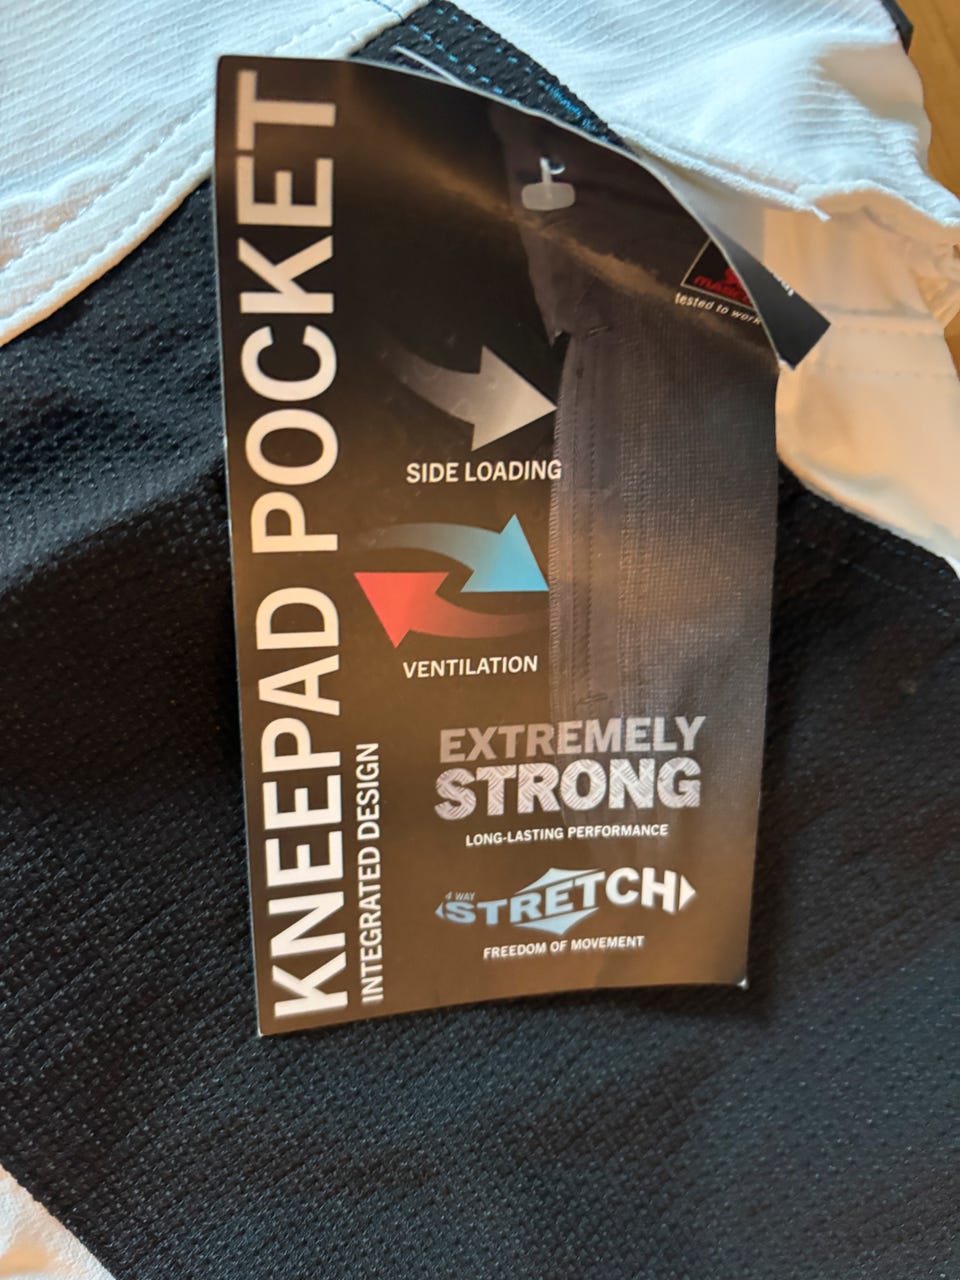 KNEEPAD POCKET
INTEGRATED DESIGN
tested to work
SIDE LOADING
VENTILATION
EXTREMELY
STRONG
LONG-LASTING PERFORMANCE
4 WAY
STRETCH
FREEDOM OF MOVEMENT